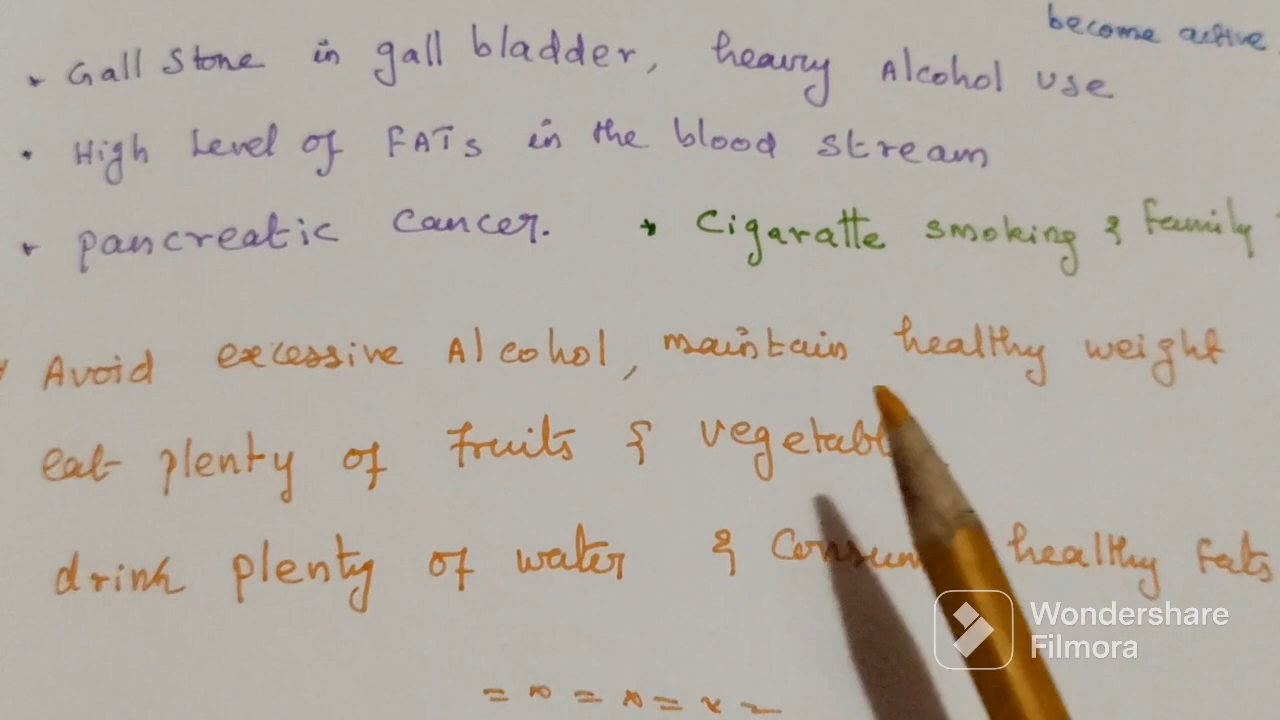 become active
• Gall Stone in gall bladder, heavy Alcohol use
• High Level of FATs in the blood stream
• pancreatic cancer. * Cigaratte smoking & Family
Avoid excessive Alcohol, maintain healthy weight
eat plenty of fruits & vegetabl
drink plenty of water & Consum healthy fats
= x = x = x =
Wondershare
Filmora